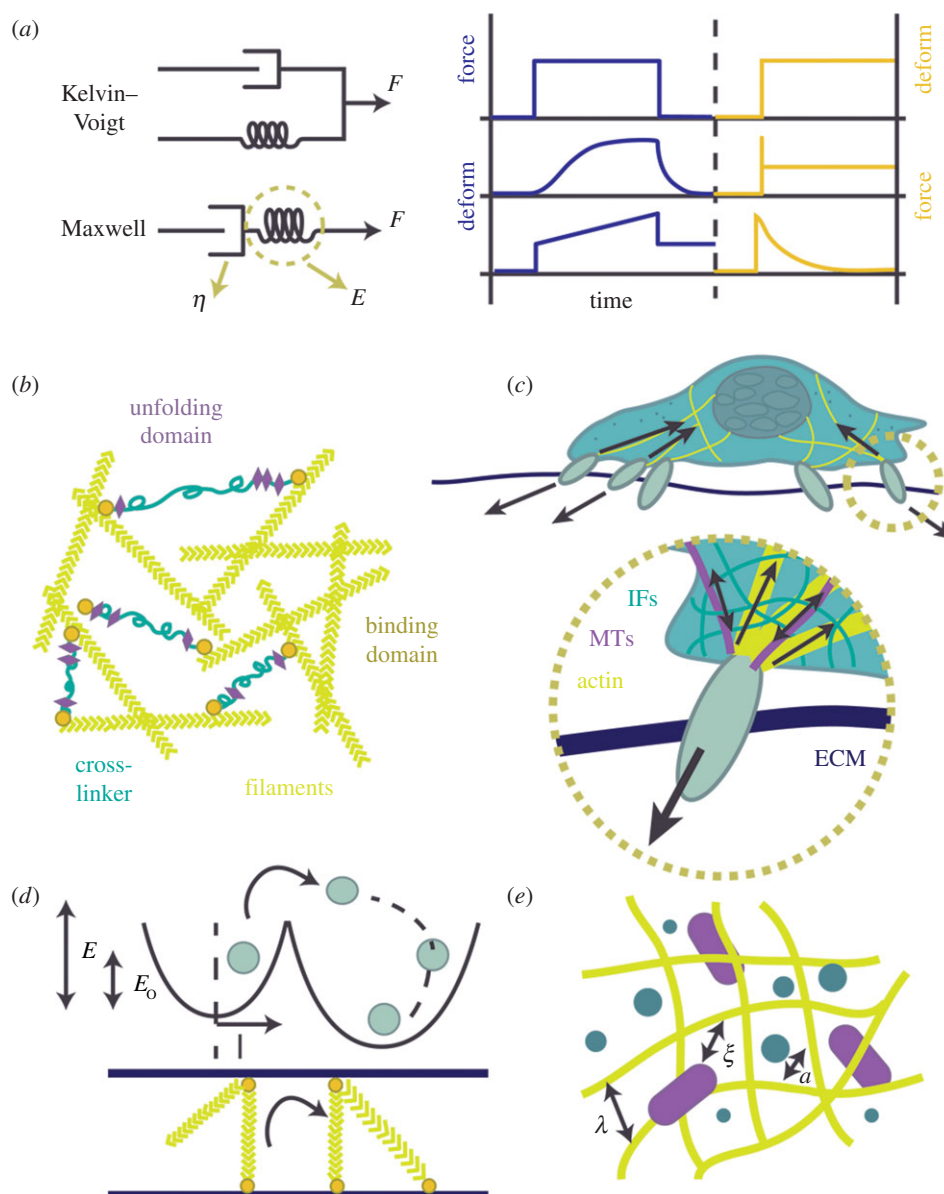 (a)
Kelvin–
Voigt
F
Maxwell
F
η
E
force
deform
deform
force
time
(b)
unfolding
domain
binding
domain
cross-
linker
filaments
(c)
IFs
MTs
actin
ECM
(d)
E
E₀
l
(e)
ξ
a
λ